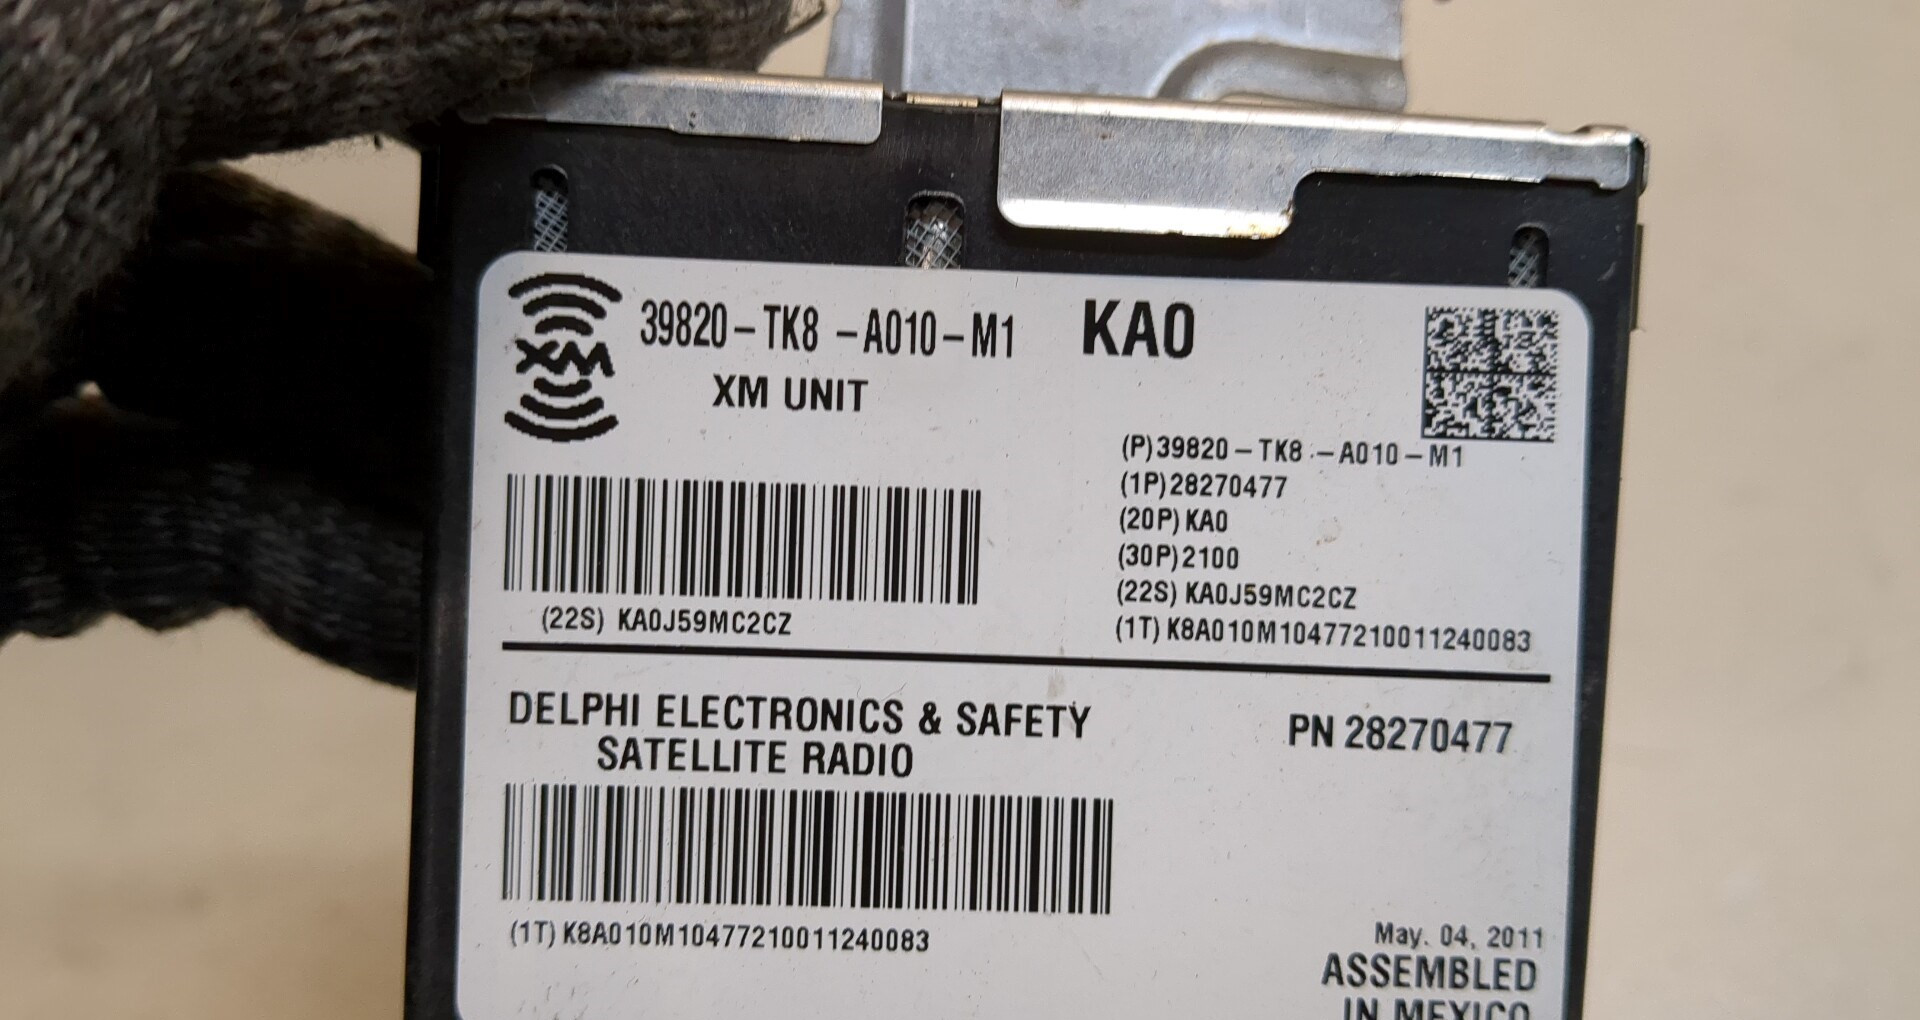 XM
39820-TK8 -A010-M1 KA0
XM UNIT
(P)39820-TK8 -A010-M1
(1P)28270477
(20P)KA0
(30P)2100
(22S) KA0J59MC2CZ
(1T)K8A010M10477210011240083
(22S) KA0J59MC2CZ
DELPHI ELECTRONICS & SAFETY
SATELLITE RADIO
PN 28270477
(1T)K8A010M10477210011240083
May. 04, 2011
ASSEMBLED
IN MEXICO